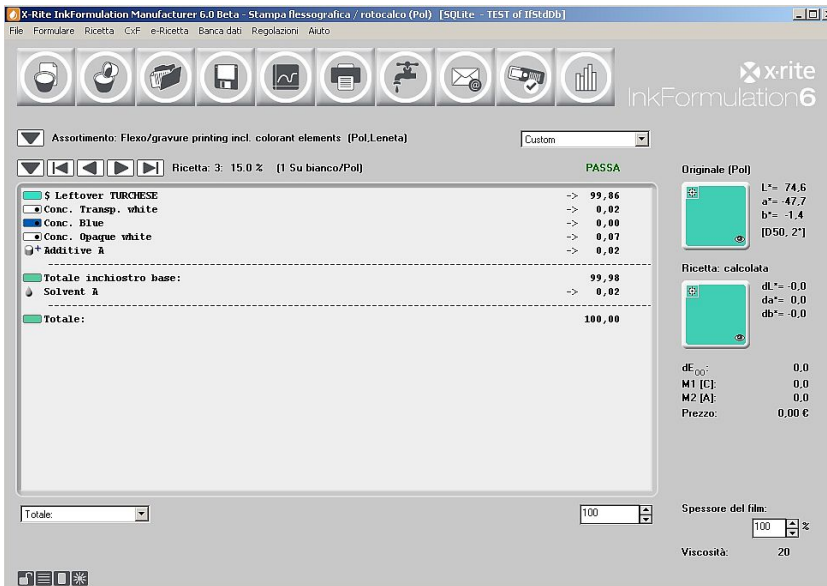 X-Rite InkFormulation Manufacturer 6.0 Beta - Stampa flessografica / rotocalco (Pol) [SQLite - TEST of IfStdDb]
File Formulare Ricetta CxF e-Ricetta Banca dati Regolazioni Aiuto
x-rite
InkFormulation6
Assortimento: Flexo/gravure printing incl. colorant elements (Pol,Leneta)
Custom
Ricetta: 3: 15.0 % (1 Su bianco/Pol)
PASSA
$ Leftover TURCHESE -> 99,86
Conc. Transp. white -> 0,02
Conc. Blue -> 0,00
Conc. Opaque white -> 0,07
Additive A -> 0,02
Totale inchiostro base: 99,98
Solvent A -> 0,02
Totale: 100,00
Originale (Pol)
L*= 74,6
a*= -47,7
b*= -1,4
[D50, 2°]
Ricetta: calcolata
dL*= -0,0
da*= 0,0
db*= -0,0
dE00: 0,0
M1 [C]: 0,0
M2 [A]: 0,0
Prezzo: 0,00 €
Totale:
100
Spessore del film:
100 %
Viscosità: 20